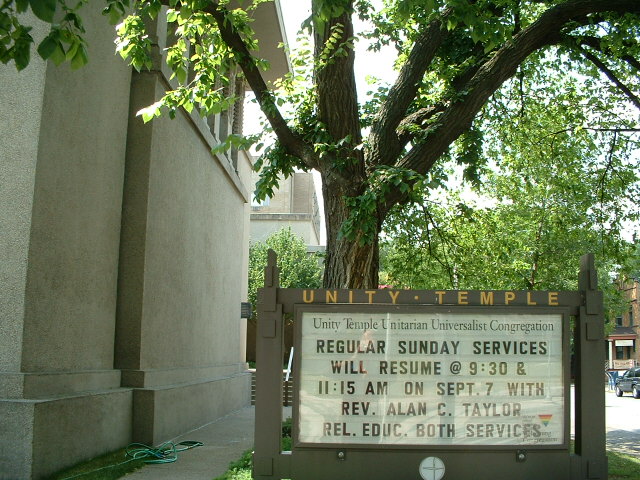 UNITY · TEMPLE
Unity Temple Unitarian Universalist Congregation
REGULAR SUNDAY SERVICES
WILL RESUME @ 9:30 &
11:15 AM ON SEPT. 7 WITH
REV. ALAN C. TAYLOR
REL. EDUC. BOTH SERVICES